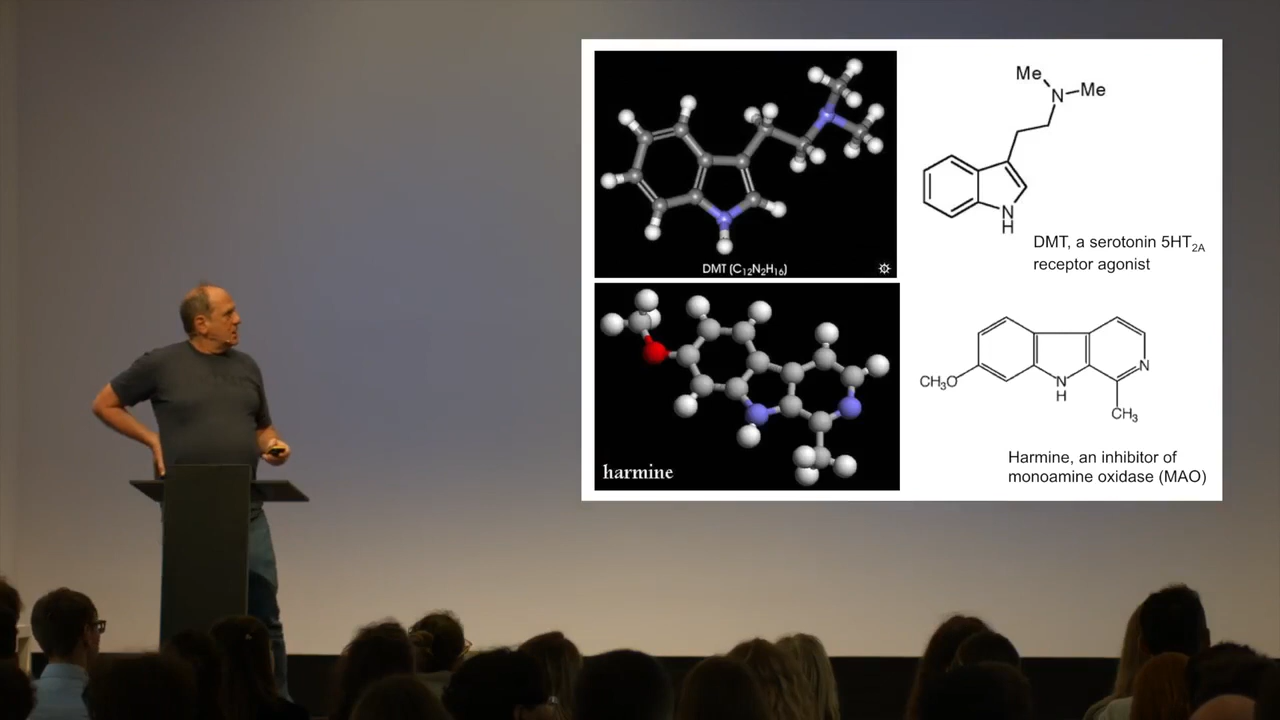 DMT (C₁₂N₂H₁₆)
Me
N
Me
N
H
DMT, a serotonin 5HT₂A
receptor agonist
harmine
CH₃O
N
H
N
CH₃
Harmine, an inhibitor of
monoamine oxidase (MAO)